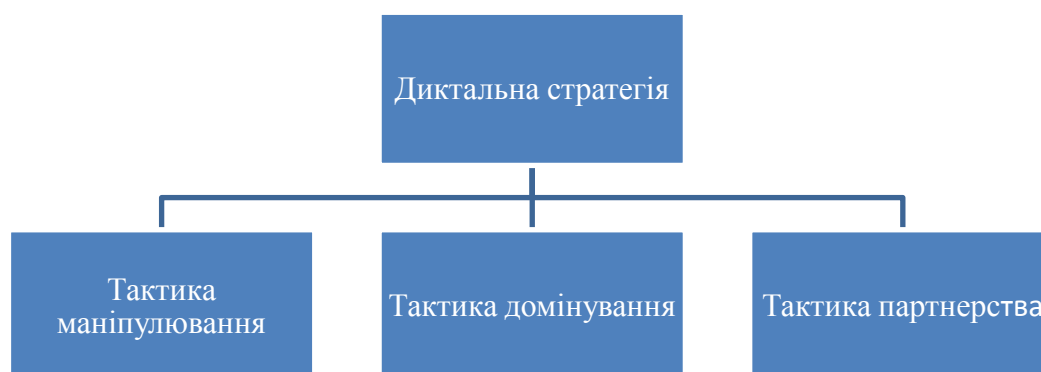 Диктальна стратегія
Тактика
маніпулювання
Тактика домінування
Тактика партнерства